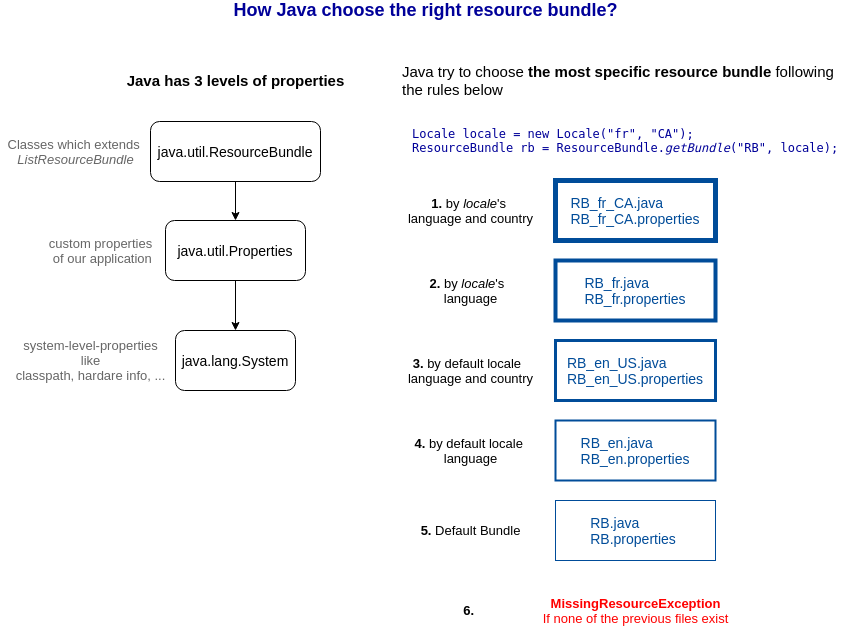 How Java choose the right resource bundle?
Java has 3 levels of properties
Classes which extends
ListResourceBundle
java.util.ResourceBundle
custom properties
of our application
java.util.Properties
system-level-properties
like
classpath, hardare info, ...
java.lang.System
Java try to choose the most specific resource bundle following
the rules below
Locale locale = new Locale("fr", "CA");
ResourceBundle rb = ResourceBundle.getBundle("RB", locale);
1. by locale's
language and country
RB_fr_CA.java
RB_fr_CA.properties
2. by locale's
language
RB_fr.java
RB_fr.properties
3. by default locale
language and country
RB_en_US.java
RB_en_US.properties
4. by default locale
language
RB_en.java
RB_en.properties
5. Default Bundle
RB.java
RB.properties
6.
MissingResourceException
If none of the previous files exist